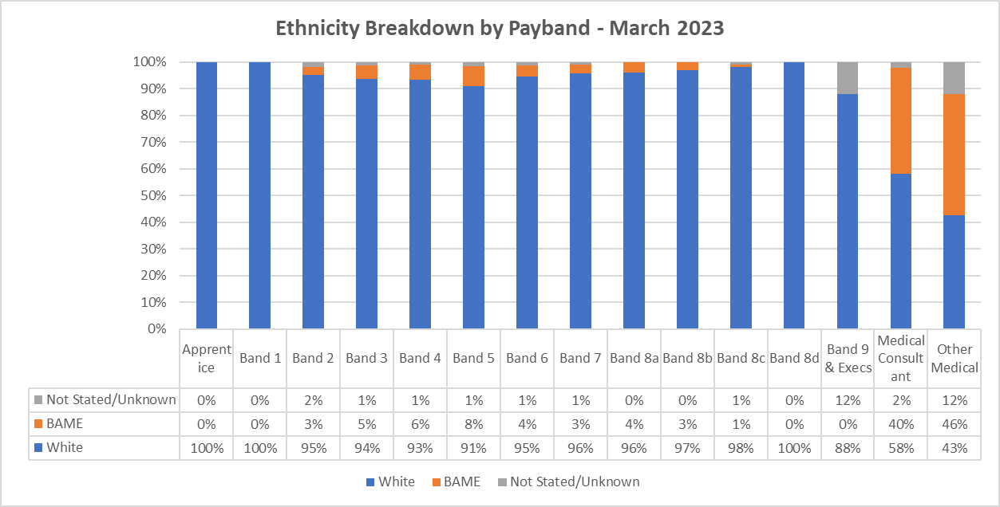 Ethnicity Breakdown by Payband - March 2023
100%
90%
80%
70%
60%
50%
40%
30%
20%
10%
0%
Apprent
ice
Band 1
Band 2
Band 3
Band 4
Band 5
Band 6
Band 7
Band 8a
Band 8b
Band 8c
Band 8d
Band 9
& Execs
Medical
Consult
ant
Other
Medical
Not Stated/Unknown 0% 0% 2% 1% 1% 1% 1% 1% 0% 0% 1% 0% 12% 2% 12%
BAME 0% 0% 3% 5% 6% 8% 4% 3% 4% 3% 1% 0% 0% 40% 46%
White 100% 100% 95% 94% 93% 91% 95% 96% 96% 97% 98% 100% 88% 58% 43%
White BAME Not Stated/Unknown